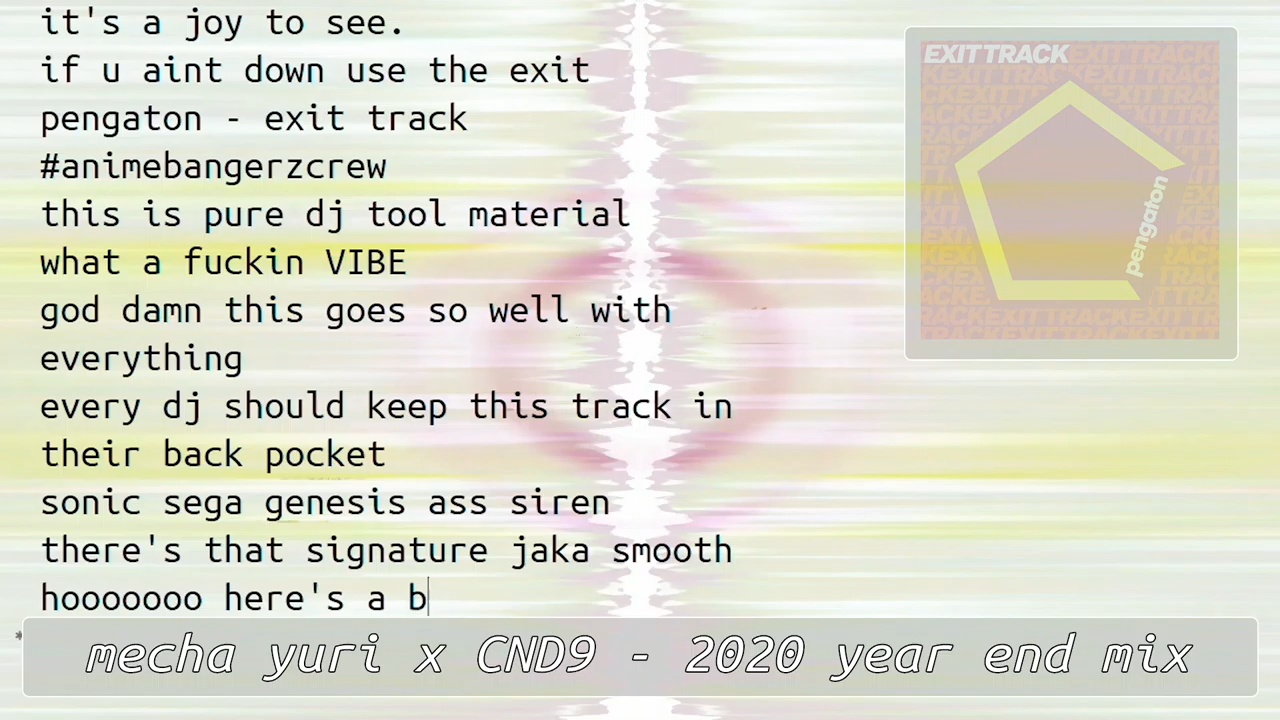 it's a joy to see.
if u aint down use the exit
pengaton - exit track
#animebangerzcrew
this is pure dj tool material
what a fuckin VIBE
god damn this goes so well with
everything
every dj should keep this track in
their back pocket
sonic sega genesis ass siren
there's that signature jaka smooth
hooooooo here's a b
*
mecha yuri x CND9 - 2020 year end mix
EXIT TRACK
pengaton